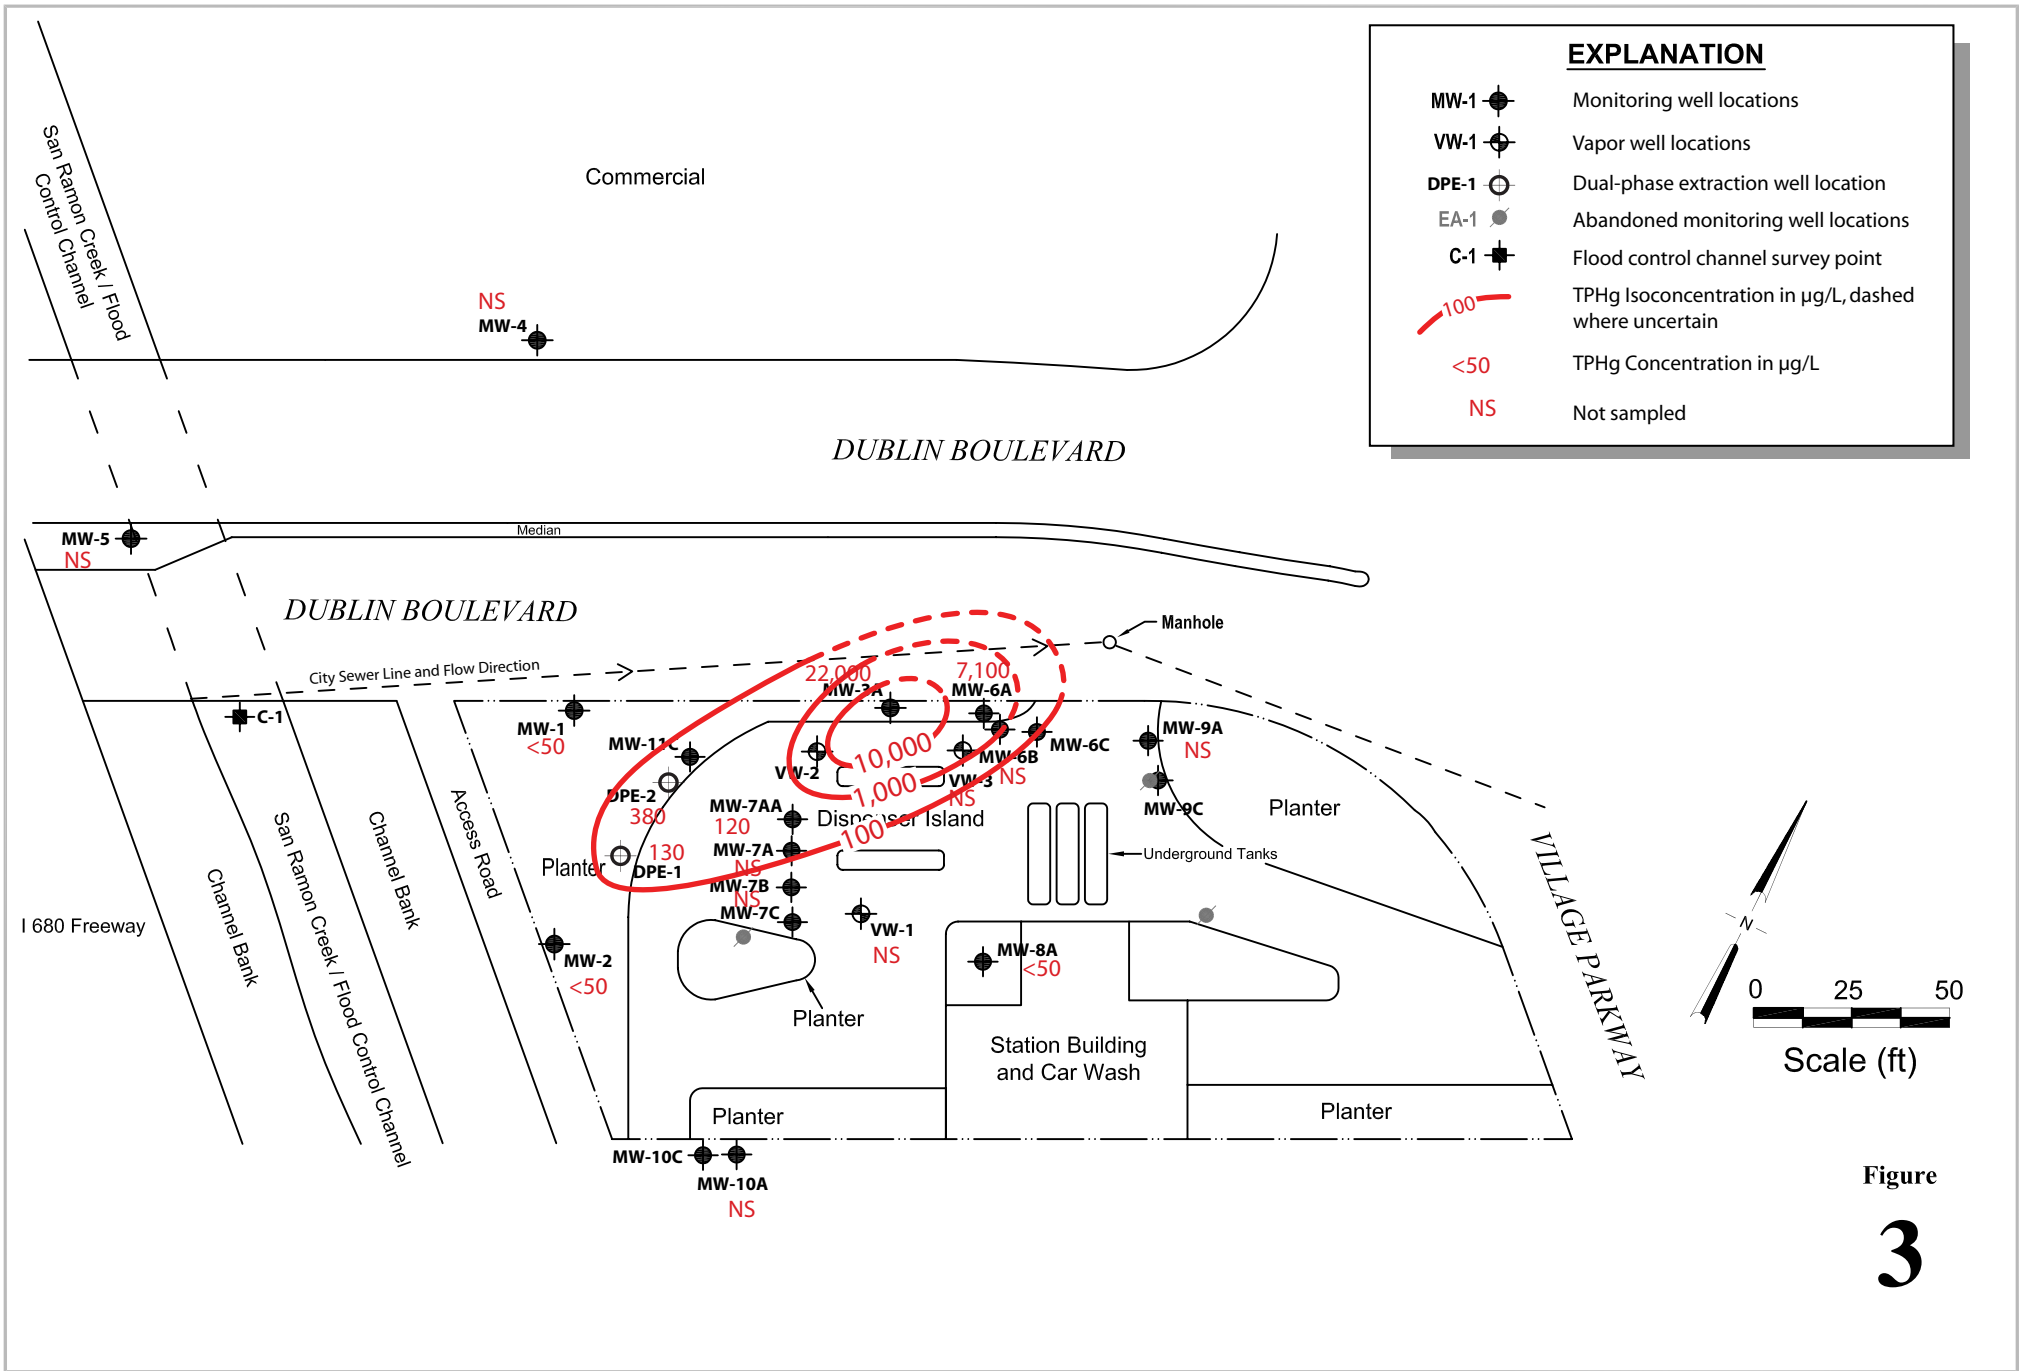 EXPLANATION
MW-1 Monitoring well locations
VW-1 Vapor well locations
DPE-1 Dual-phase extraction well location
EA-1 Abandoned monitoring well locations
C-1 Flood control channel survey point
100 TPHg Isoconcentration in µg/L, dashed
where uncertain
<50 TPHg Concentration in µg/L
NS Not sampled
San Ramon Creek / Flood
Control Channel
Commercial
NS
MW-4
DUBLIN BOULEVARD
Median
MW-5
NS
DUBLIN BOULEVARD
City Sewer Line and Flow Direction
Manhole
22,000
MW-3A
7,100
MW-6A
C-1
MW-1
<50
MW-11C
VW-2
10,000
1,000
100
VW-3
NS
MW-6B
NS
MW-6C
MW-9A
NS
MW-9C
DPE-2
380
130
DPE-1
MW-7AA
120
MW-7A
NS
MW-7B
NS
MW-7C
Dispenser Island
Underground Tanks
Planter
Planter
VW-1
NS
MW-8A
<50
MW-2
<50
Planter
Station Building
and Car Wash
Planter
Planter
MW-10C
MW-10A
NS
I 680 Freeway
Channel Bank
San Ramon Creek / Flood Control Channel
Channel Bank
Access Road
VILLAGE PARKWAY
N
0 25 50
Scale (ft)
Figure
3